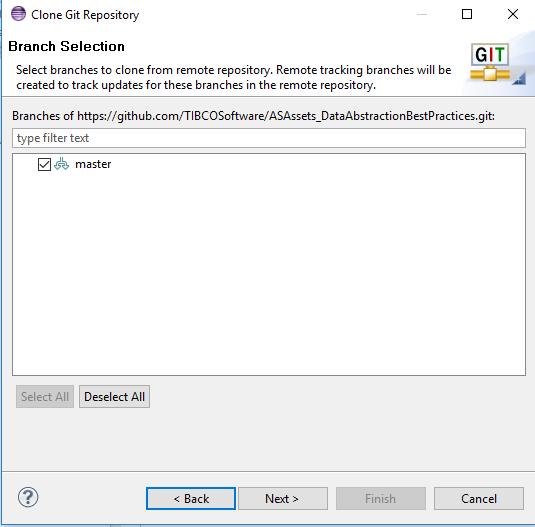 Clone Git Repository
Branch Selection
Select branches to clone from remote repository. Remote tracking branches will be
created to track updates for these branches in the remote repository.
GIT
Branches of https://github.com/TIBCOSoftware/ASAssets_DataAbstractionBestPractices.git:
type filter text
master
Select All
Deselect All
?
< Back
Next >
Finish
Cancel